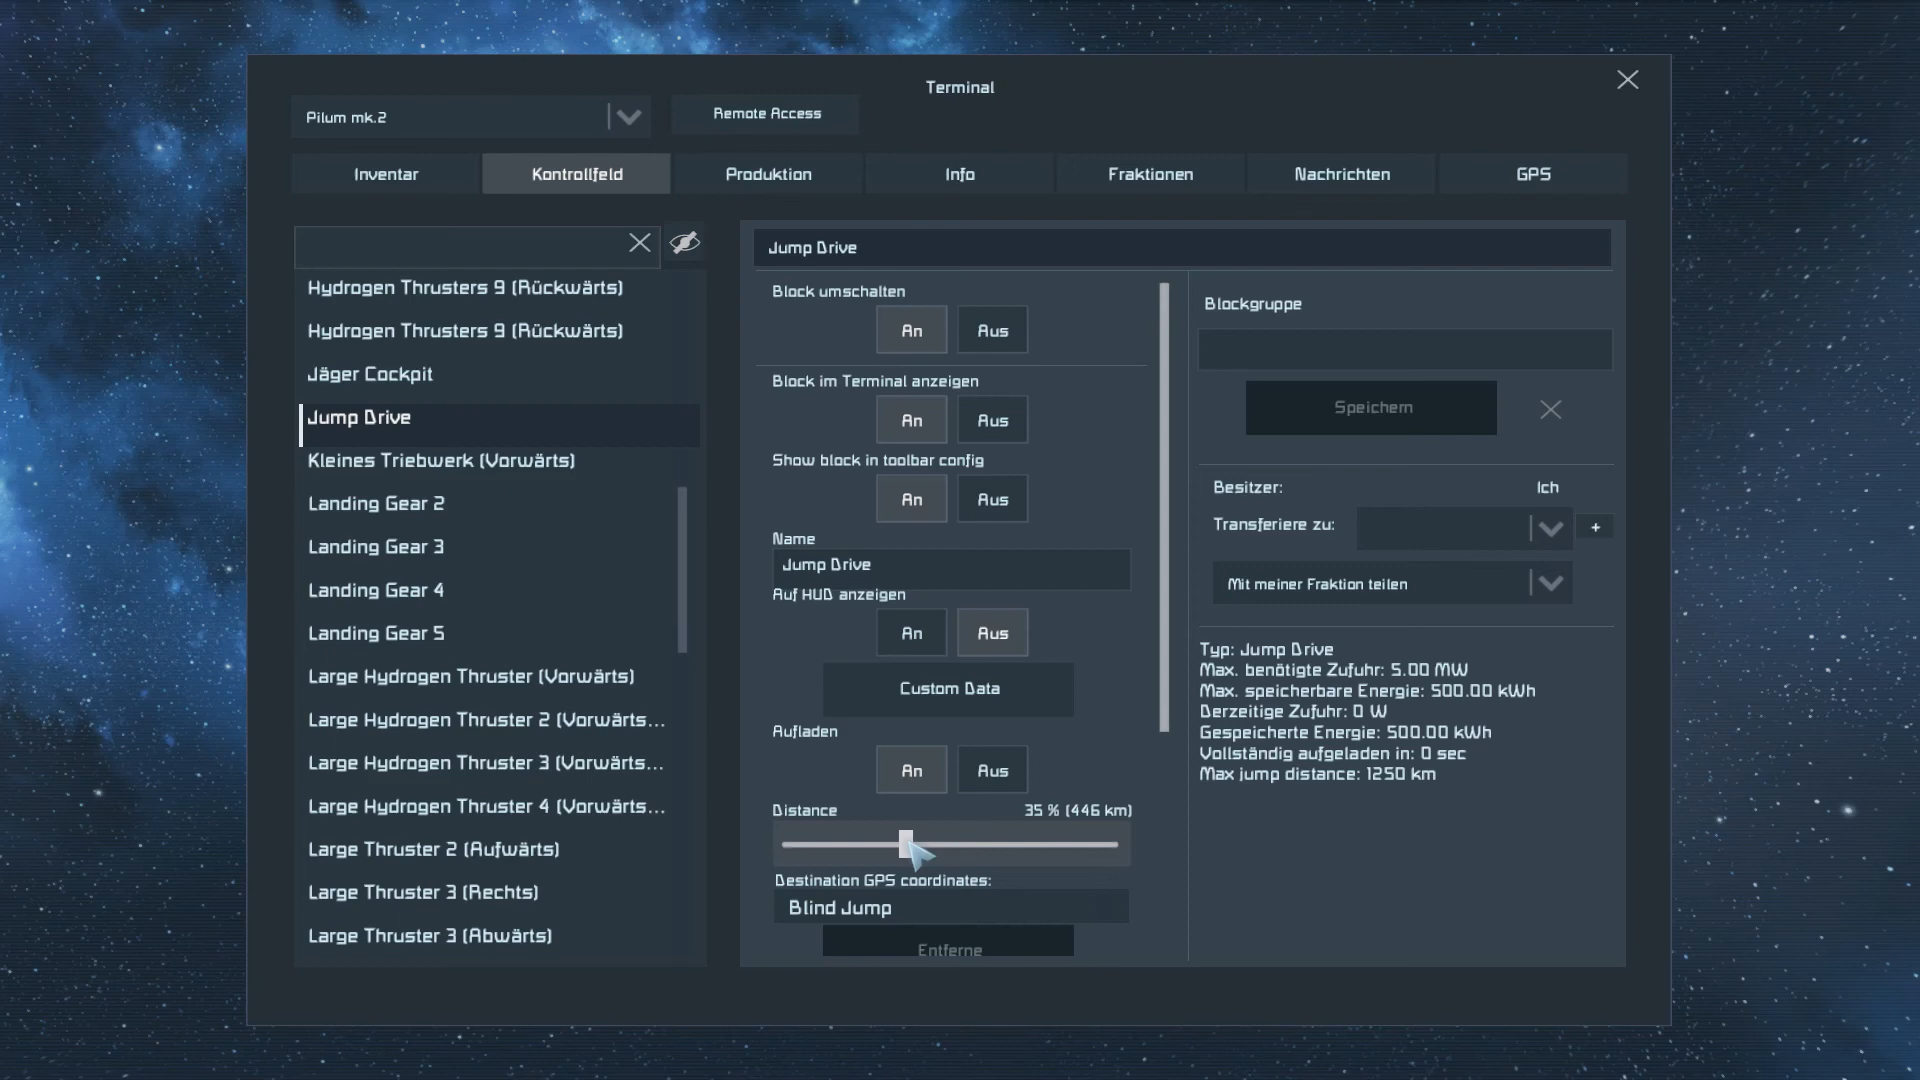 Terminal
Pilum mk.2
Remote Access
Inventar
Kontrollfeld
Produktion
Info
Fraktionen
Nachrichten
GPS
Hydrogen Thrusters 9 (Rückwärts)
Hydrogen Thrusters 9 (Rückwärts)
Jäger Cockpit
Jump Drive
Kleines Triebwerk (Vorwärts)
Landing Gear 2
Landing Gear 3
Landing Gear 4
Landing Gear 5
Large Hydrogen Thruster (Vorwärts)
Large Hydrogen Thruster 2 (Vorwärts...
Large Hydrogen Thruster 3 (Vorwärts...
Large Hydrogen Thruster 4 (Vorwärts...
Large Thruster 2 (Aufwärts)
Large Thruster 3 (Rechts)
Large Thruster 3 (Abwärts)
Jump Drive
Block umschalten
An Aus
Block im Terminal anzeigen
An Aus
Show block in toolbar config
An Aus
Name
Jump Drive
Auf HUD anzeigen
An Aus
Custom Data
Aufladen
An Aus
Distance 35 % (446 km)
Destination GPS coordinates:
Blind Jump
Entferne
Blockgruppe
Speichern
Besitzer: Ich
Transferiere zu: +
Mit meiner Fraktion teilen
Typ: Jump Drive
Max. benötigte Zufuhr: 5.00 MW
Max. speicherbare Energie: 500.00 kWh
Derzeitige Zufuhr: 0 W
Gespeicherte Energie: 500.00 kWh
Vollständig aufgeladen in: 0 sec
Max jump distance: 1250 km